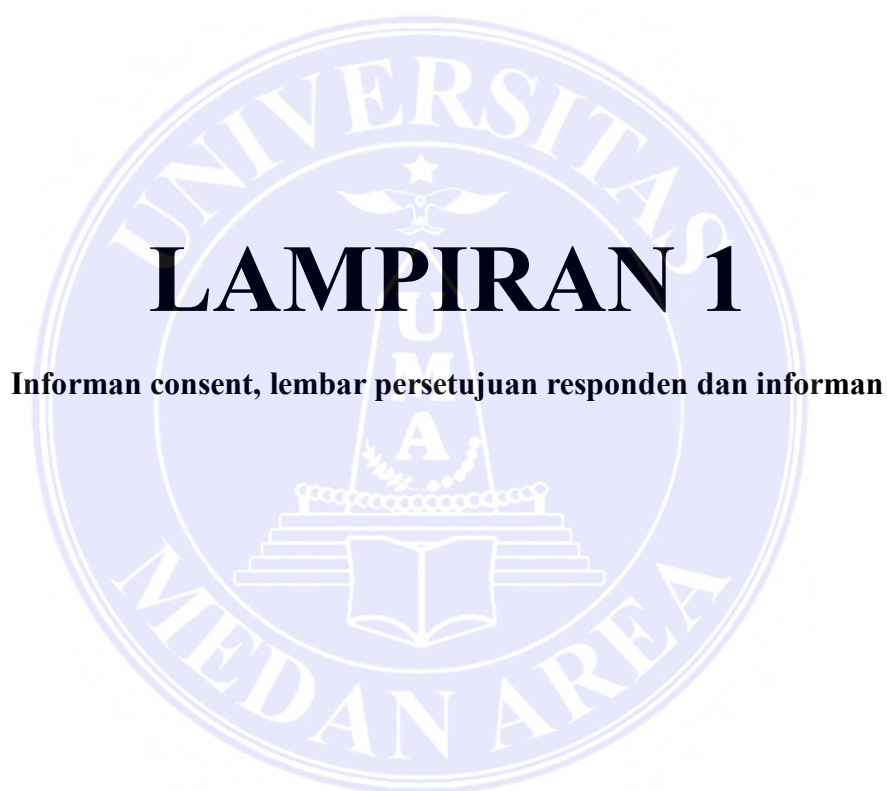 UNIVERSITAS
LAMPIRAN 1
Informan consent, lembar persetujuan responden dan informan
U
M
A
MEDAN AREA